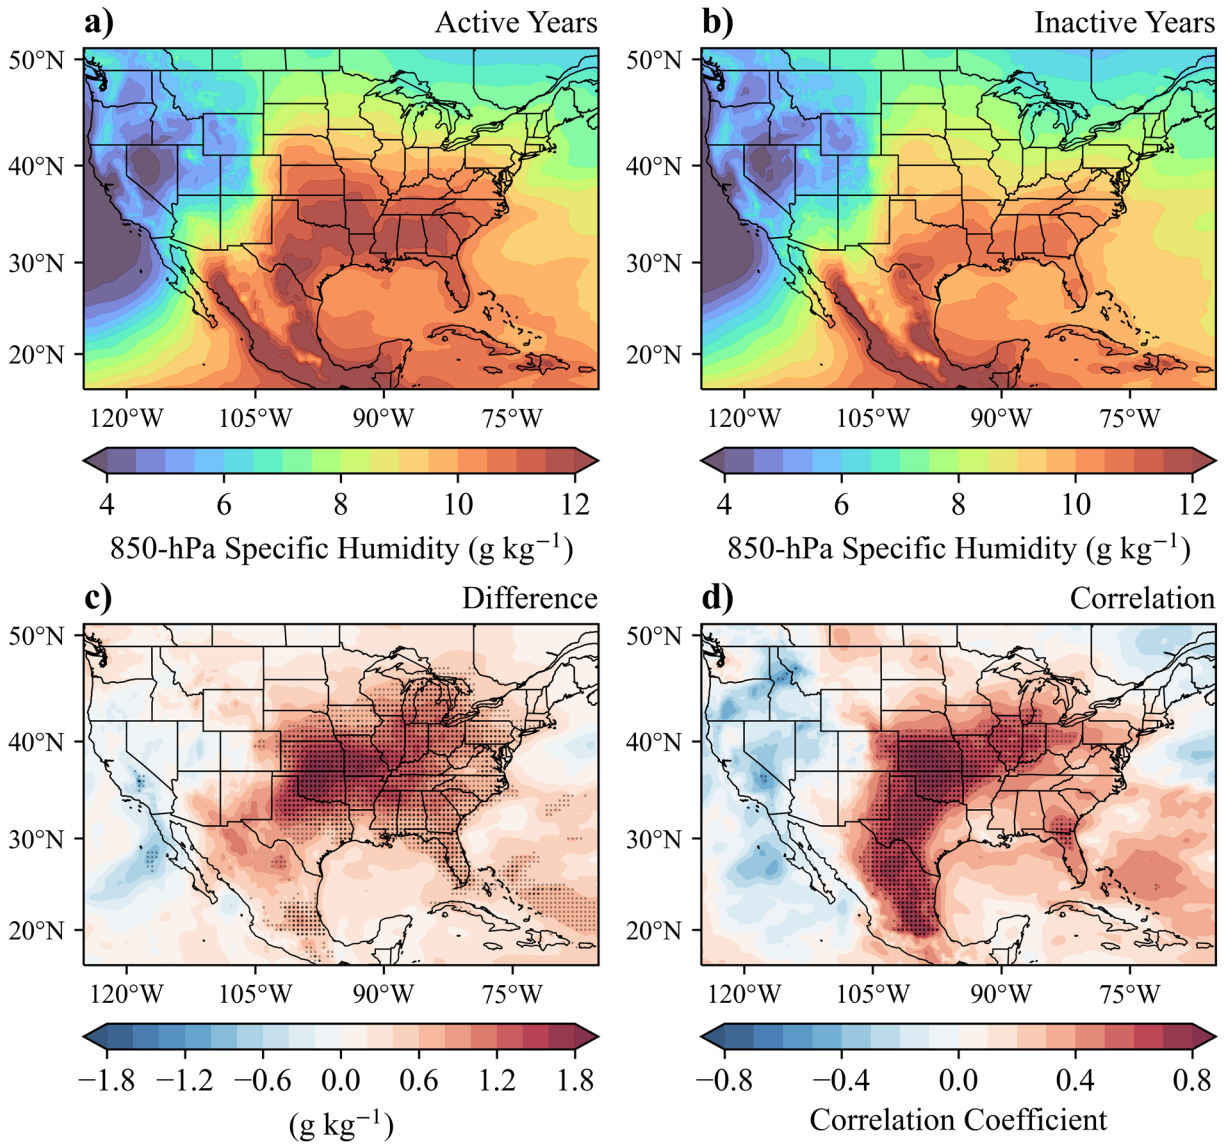 a) Active Years
b) Inactive Years
50°N
40°N
30°N
20°N
120°W 105°W 90°W 75°W
4 6 8 10 12
850-hPa Specific Humidity (g kg⁻¹)
50°N
40°N
30°N
20°N
120°W 105°W 90°W 75°W
4 6 8 10 12
850-hPa Specific Humidity (g kg⁻¹)
c) Difference
d) Correlation
50°N
40°N
30°N
20°N
120°W 105°W 90°W 75°W
−1.8 −1.2 −0.6 0.0 0.6 1.2 1.8
(g kg⁻¹)
50°N
40°N
30°N
20°N
120°W 105°W 90°W 75°W
−0.8 −0.4 0.0 0.4 0.8
Correlation Coefficient